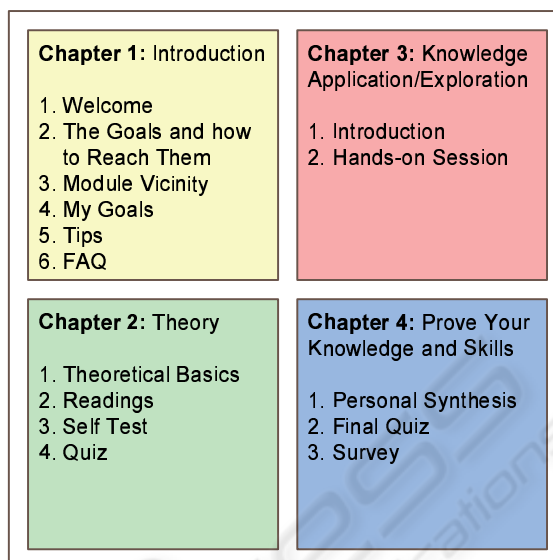 Chapter 1: Introduction
1. Welcome
2. The Goals and how
to Reach Them
3. Module Vicinity
4. My Goals
5. Tips
6. FAQ
Chapter 2: Theory
1. Theoretical Basics
2. Readings
3. Self Test
4. Quiz
Chapter 3: Knowledge
Application/Exploration
1. Introduction
2. Hands-on Session
Chapter 4: Prove Your
Knowledge and Skills
1. Personal Synthesis
2. Final Quiz
3. Survey